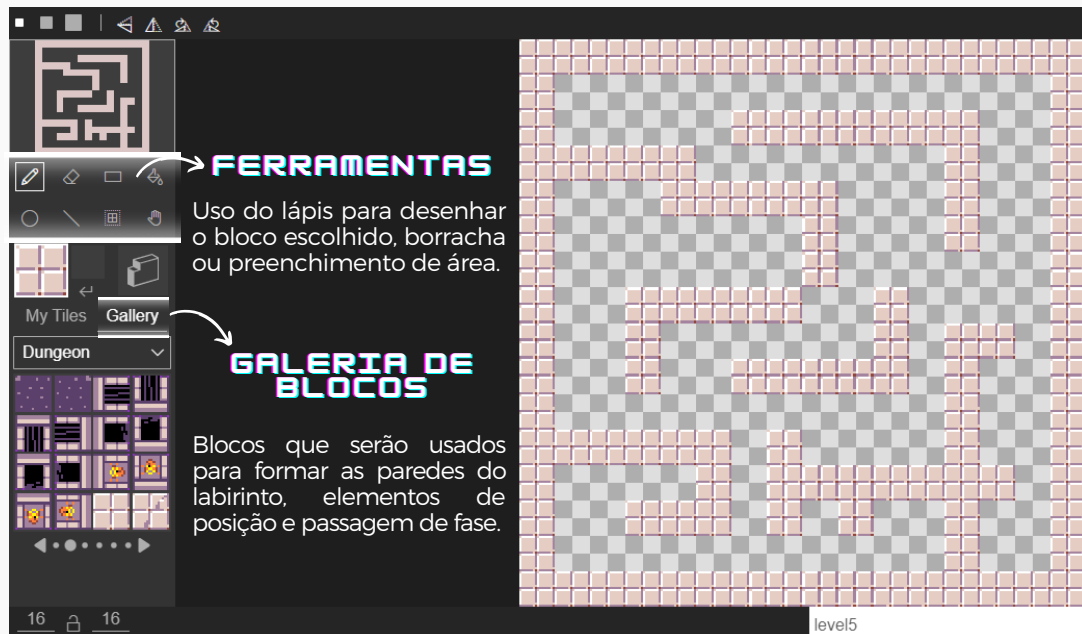 FERRAMENTAS
Uso do lápis para desenhar
o bloco escolhido, borracha
ou preenchimento de área.
My Tiles Gallery
Dungeon
GALERIA DE
BLOCOS
Blocos que serão usados
para formar as paredes do
labirinto, elementos de
posição e passagem de fase.
16 16
level5